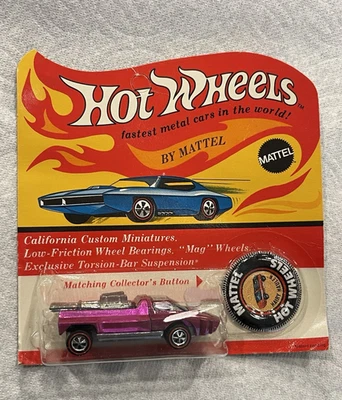 HOT WHEELS
fastest metal cars in the world!
BY MATTEL
MATTEL
California Custom Miniatures.
Low-Friction Wheel Bearings. "Mag" Wheels.
Exclusive Torsion-Bar Suspension
Matching Collector's Button
MATTEL
HOT WHEELS